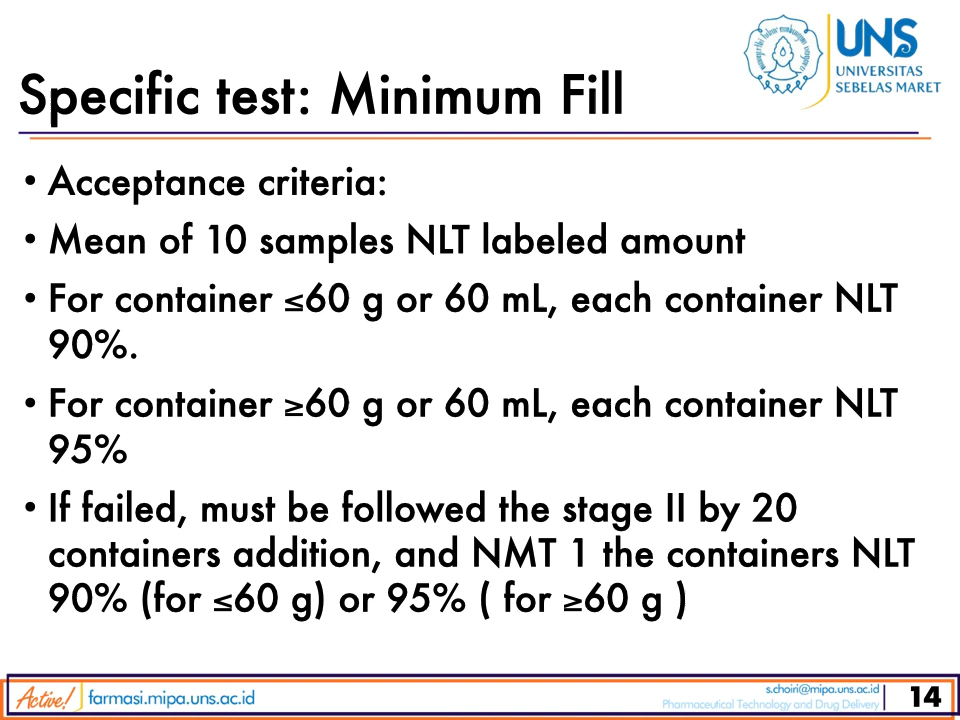 UNS
UNIVERSITAS
SEBELAS MARET
Specific test: Minimum Fill
• Acceptance criteria:
• Mean of 10 samples NLT labeled amount
• For container ≤60 g or 60 mL, each container NLT
90%.
• For container ≥60 g or 60 mL, each container NLT
95%
• If failed, must be followed the stage II by 20
containers addition, and NMT 1 the containers NLT
90% (for ≤60 g) or 95% ( for ≥60 g )
Active!
farmasi.mipa.uns.ac.id
s.choiri@mipa.uns.ac.id
Pharmaceutical Technology and Drug Delivery
14